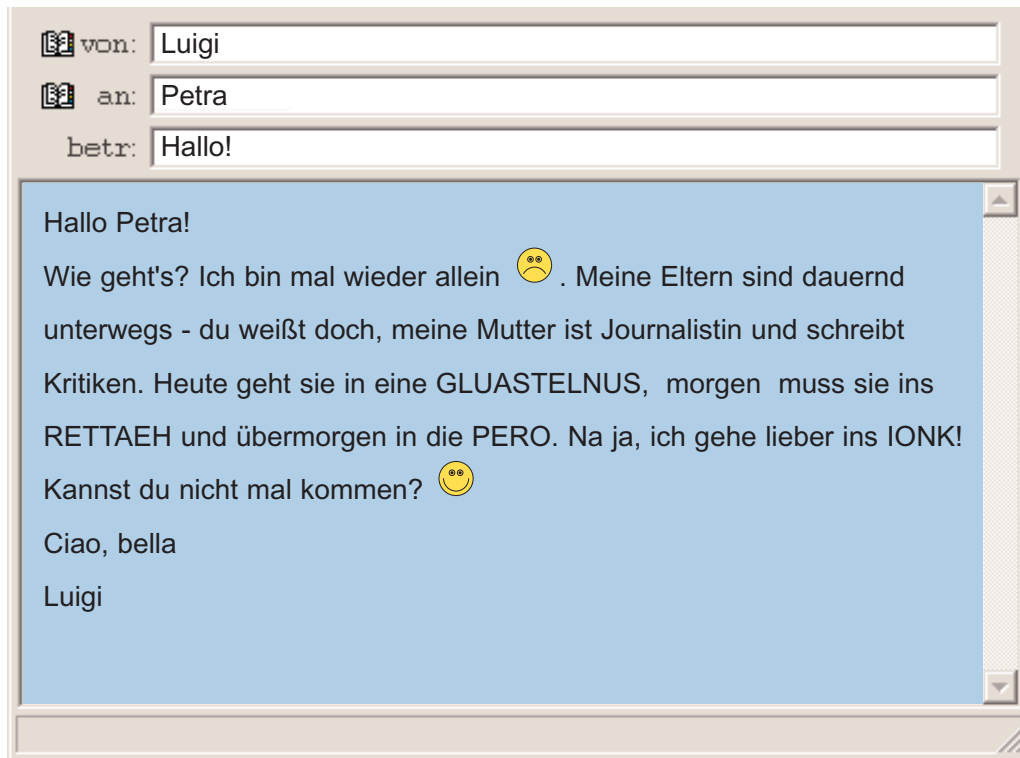 von: Luigi
an: Petra
betr: Hallo!
Hallo Petra!
Wie geht's? Ich bin mal wieder allein . Meine Eltern sind dauernd
unterwegs - du weißt doch, meine Mutter ist Journalistin und schreibt
Kritiken. Heute geht sie in eine GLUASTELNUS, morgen muss sie ins
RETTAEH und übermorgen in die PERO. Na ja, ich gehe lieber ins IONK!
Kannst du nicht mal kommen?
Ciao, bella
Luigi